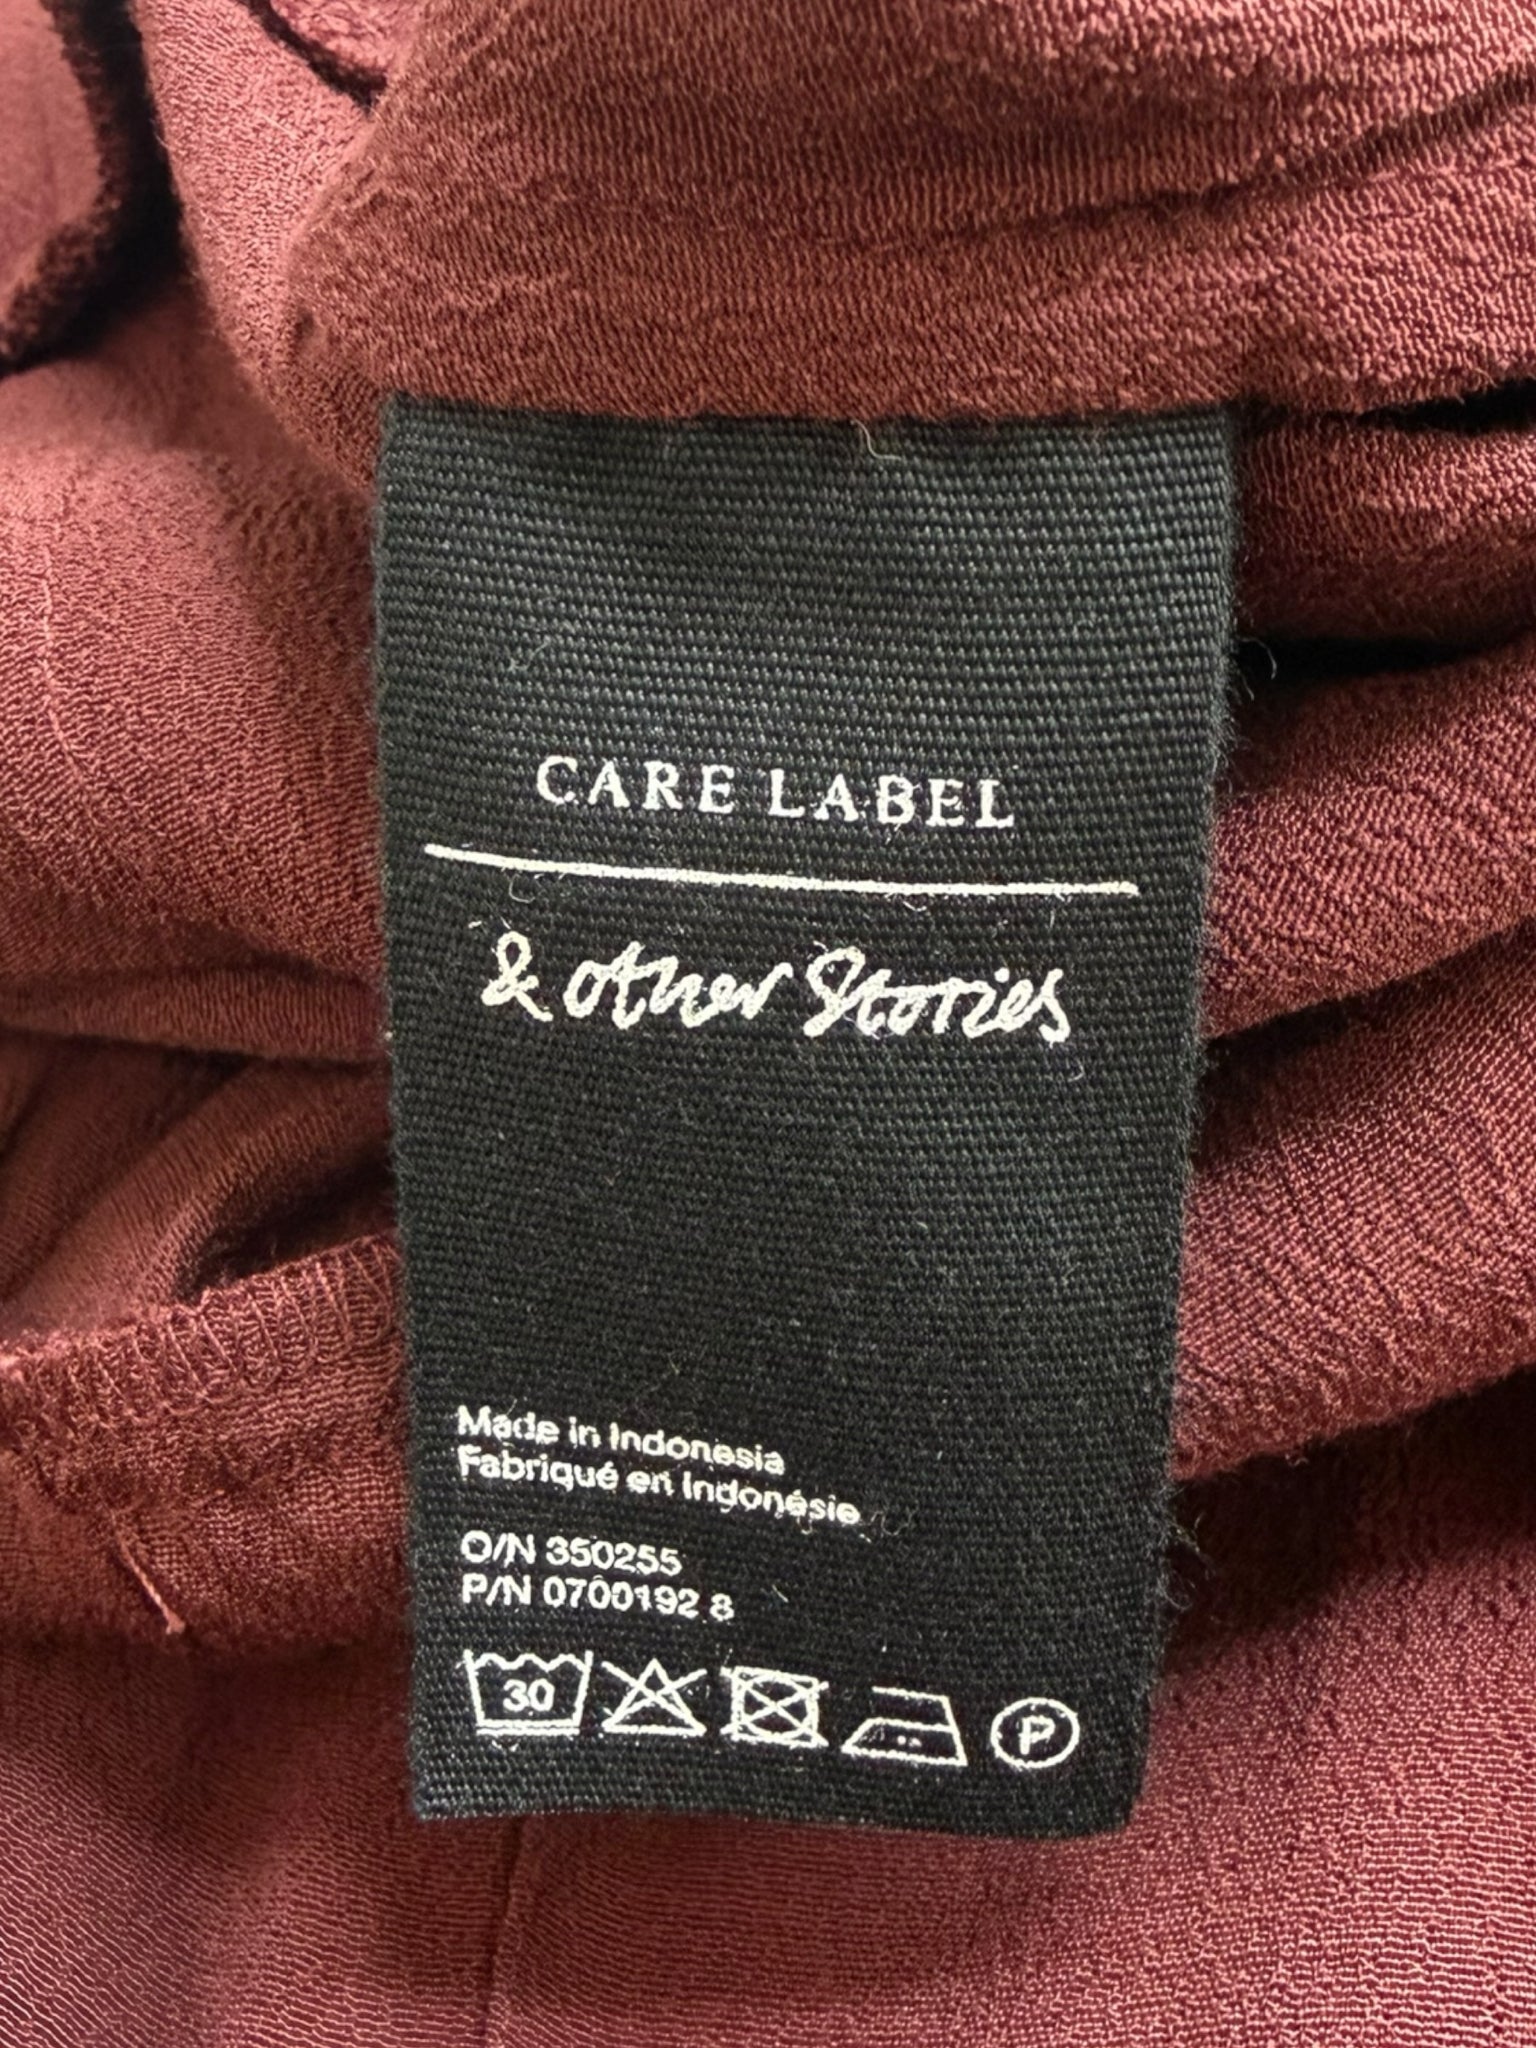 CARE LABEL
& other Stories
Made in Indonesia
Fabriqué en Indonésie
O/N 350255
P/N 0700192 8
30
P